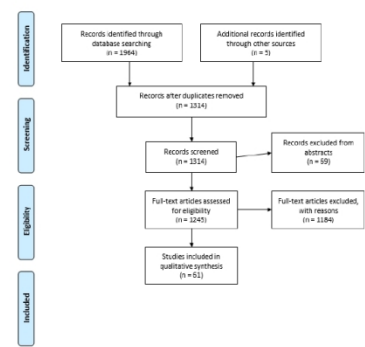 Identification
Records identified through
database searching
(n = 1964)
Additional records identified
through other sources
(n = 5)
Records after duplicates removed
(n = 1314)
Screening
Records screened
(n = 1314)
Records excluded from
abstracts
(n = 69)
Eligibility
Full-text articles assessed
for eligibility
(n = 1245)
Full-text articles excluded,
with reasons
(n = 1184)
Studies included in
qualitative synthesis
(n = 61)
Included